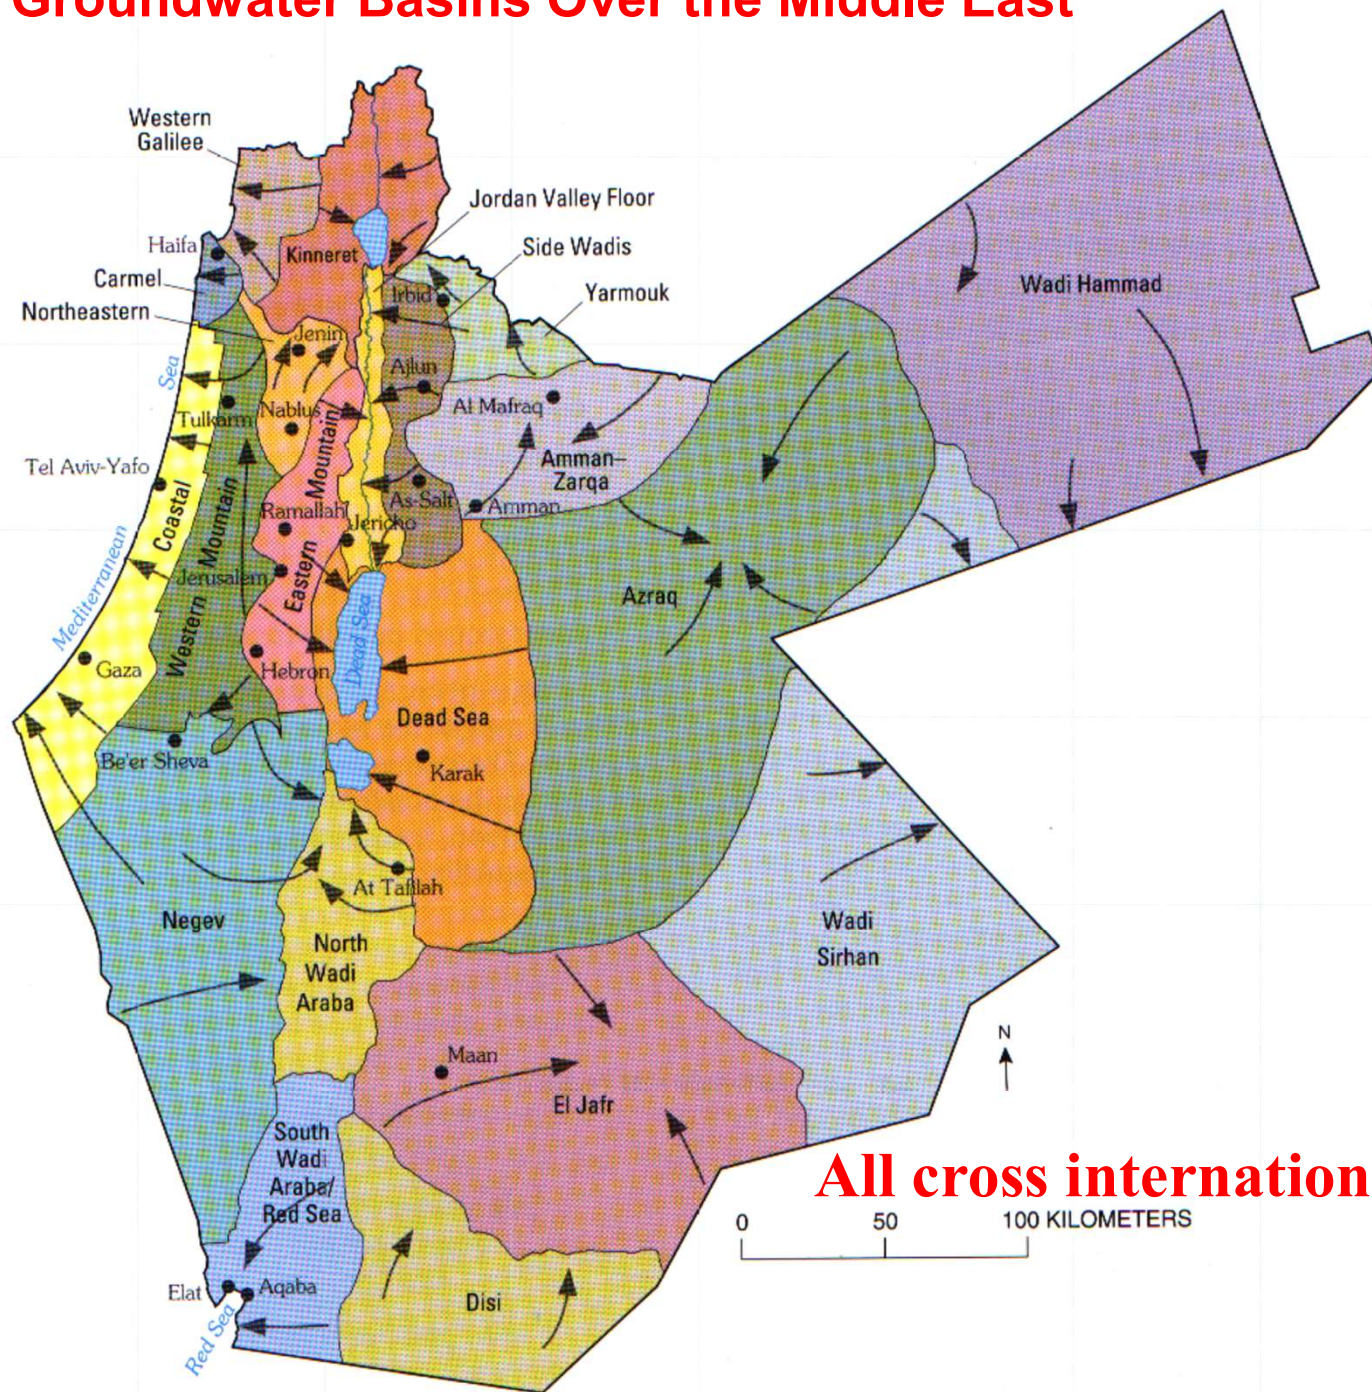 Groundwater Basins Over the Middle East
Western
Galilee
Jordan Valley Floor
Haifa
Kinneret
Side Wadis
Carmel
Irbid
Yarmouk
Wadi Hammad
Northeastern
Jenin
Sea
Ajlun
Tulkarm
Nablus
Al Mafraq
Tel Aviv-Yafo
Coastal
Western Mountain
Eastern Mountain
Amman–
Zarqa
Ramallah
As-Salt
Amman
Jericho
Mediterranean
Jerusalem
Dead Sea
Azraq
Gaza
Hebron
Dead Sea
Be'er Sheva
Karak
At Tafilah
Negev
North
Wadi
Araba
Wadi
Sirhan
N
Maan
El Jafr
South
Wadi
Araba/
Red Sea
All cross internation
0 50 100 KILOMETERS
Elat
Aqaba
Disi
Red Sea